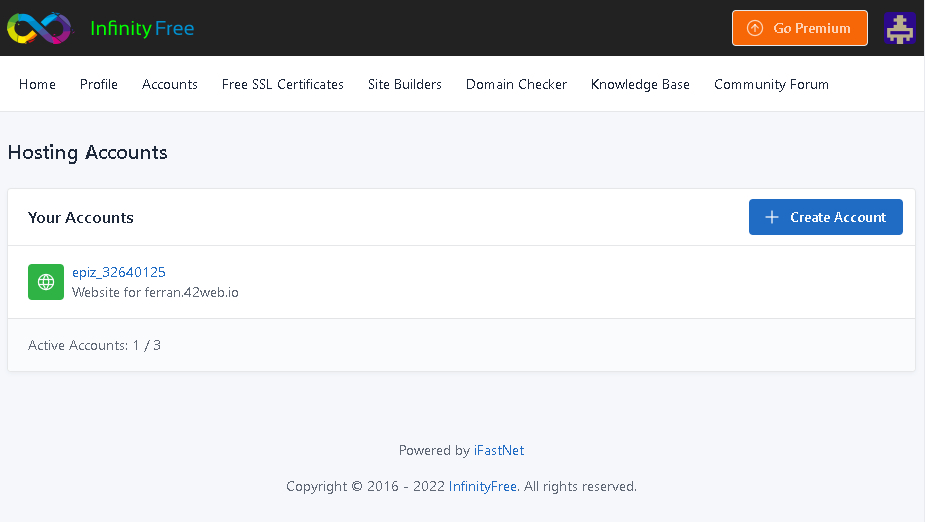 Infinity Free
Go Premium
Home Profile Accounts Free SSL Certificates Site Builders Domain Checker Knowledge Base Community Forum
Hosting Accounts
Your Accounts
Create Account
epiz_32640125
Website for ferran.42web.io
Active Accounts: 1 / 3
Powered by iFastNet
Copyright © 2016 - 2022 InfinityFree. All rights reserved.